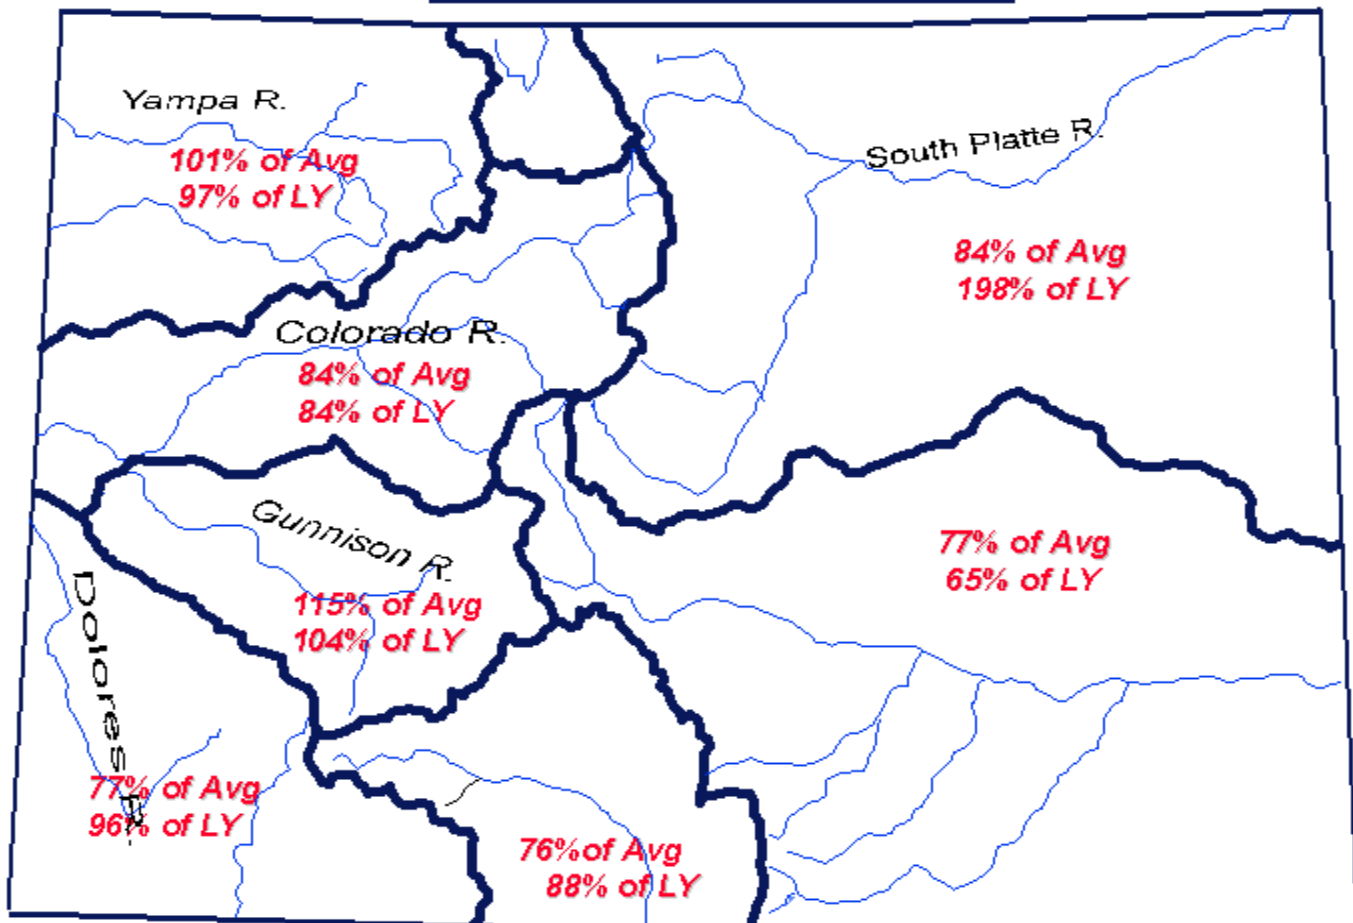 Yampa R.
101% of Avg
97% of LY
South Platte R.
84% of Avg
198% of LY
Colorado R.
84% of Avg
84% of LY
Gunnison R.
115% of Avg
104% of LY
77% of Avg
65% of LY
Dolores R.
77% of Avg
96% of LY
76%of Avg
88% of LY